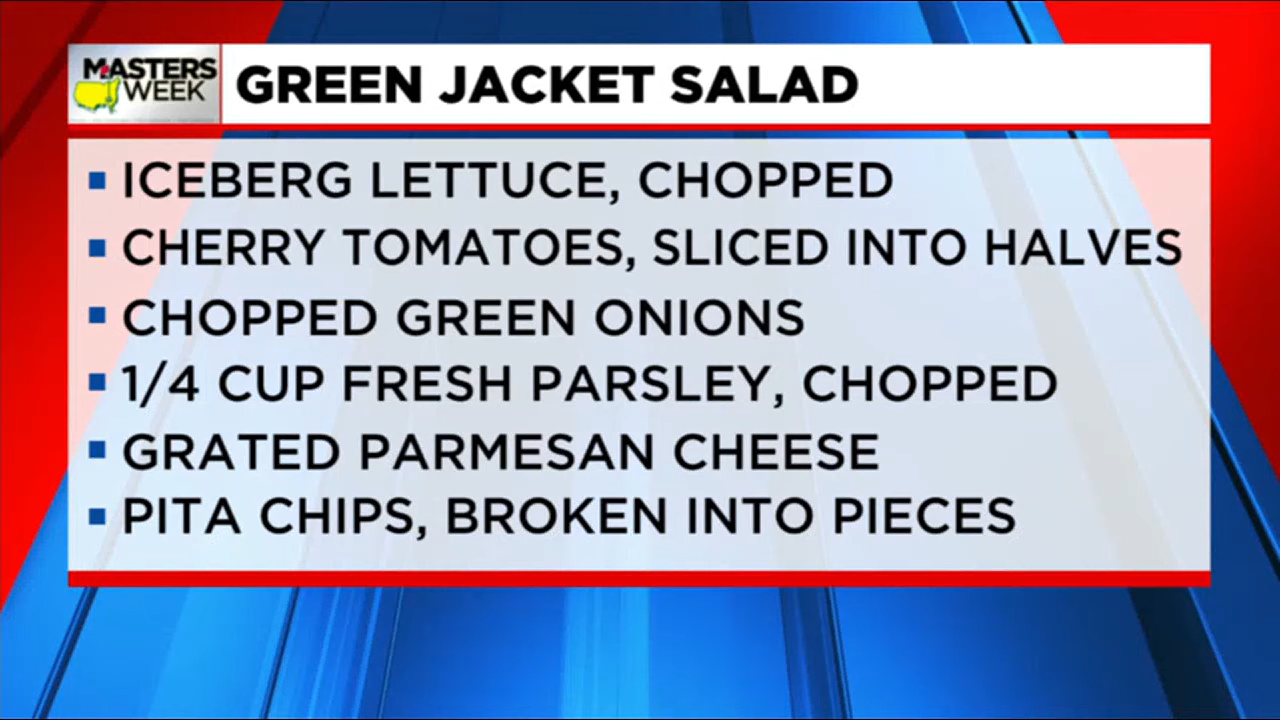 MASTERS
WEEK
GREEN JACKET SALAD
ICEBERG LETTUCE, CHOPPED
CHERRY TOMATOES, SLICED INTO HALVES
CHOPPED GREEN ONIONS
1/4 CUP FRESH PARSLEY, CHOPPED
GRATED PARMESAN CHEESE
PITA CHIPS, BROKEN INTO PIECES